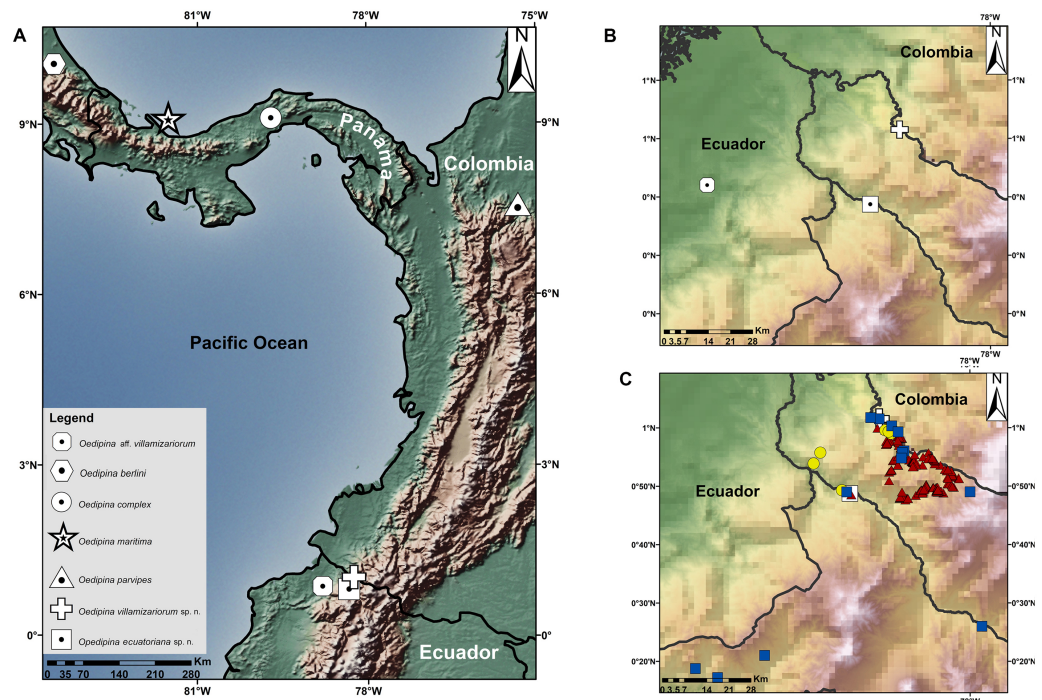 81°W
78°W
75°W
A
N
9°N
9°N
Panama
Colombia
6°N
6°N
Pacific Ocean
3°N
3°N
Legend
Oedipina aff. villamizariorum
Oedipina berlini
Oedipina complex
Oedipina maritima
Oedipina parvipes
Oedipina villamizariorum sp. n.
Opedipina ecuatoriana sp. n.
0°
0°
Ecuador
0 35 70 140 210 280 Km
81°W
78°W
B
78°W
N
Colombia
1°N
1°N
Ecuador
1°N
1°N
0°N
0°N
0°N
0°N
0°N
0°N
0 3.5 7 14 21 28 Km
78°W
C
78°W
N
Colombia
1°N
1°N
Ecuador
0°50'N
0°50'N
0°40'N
0°40'N
0°30'N
0°30'N
0°20'N
0°20'N
0 3.5 7 14 21 28 Km